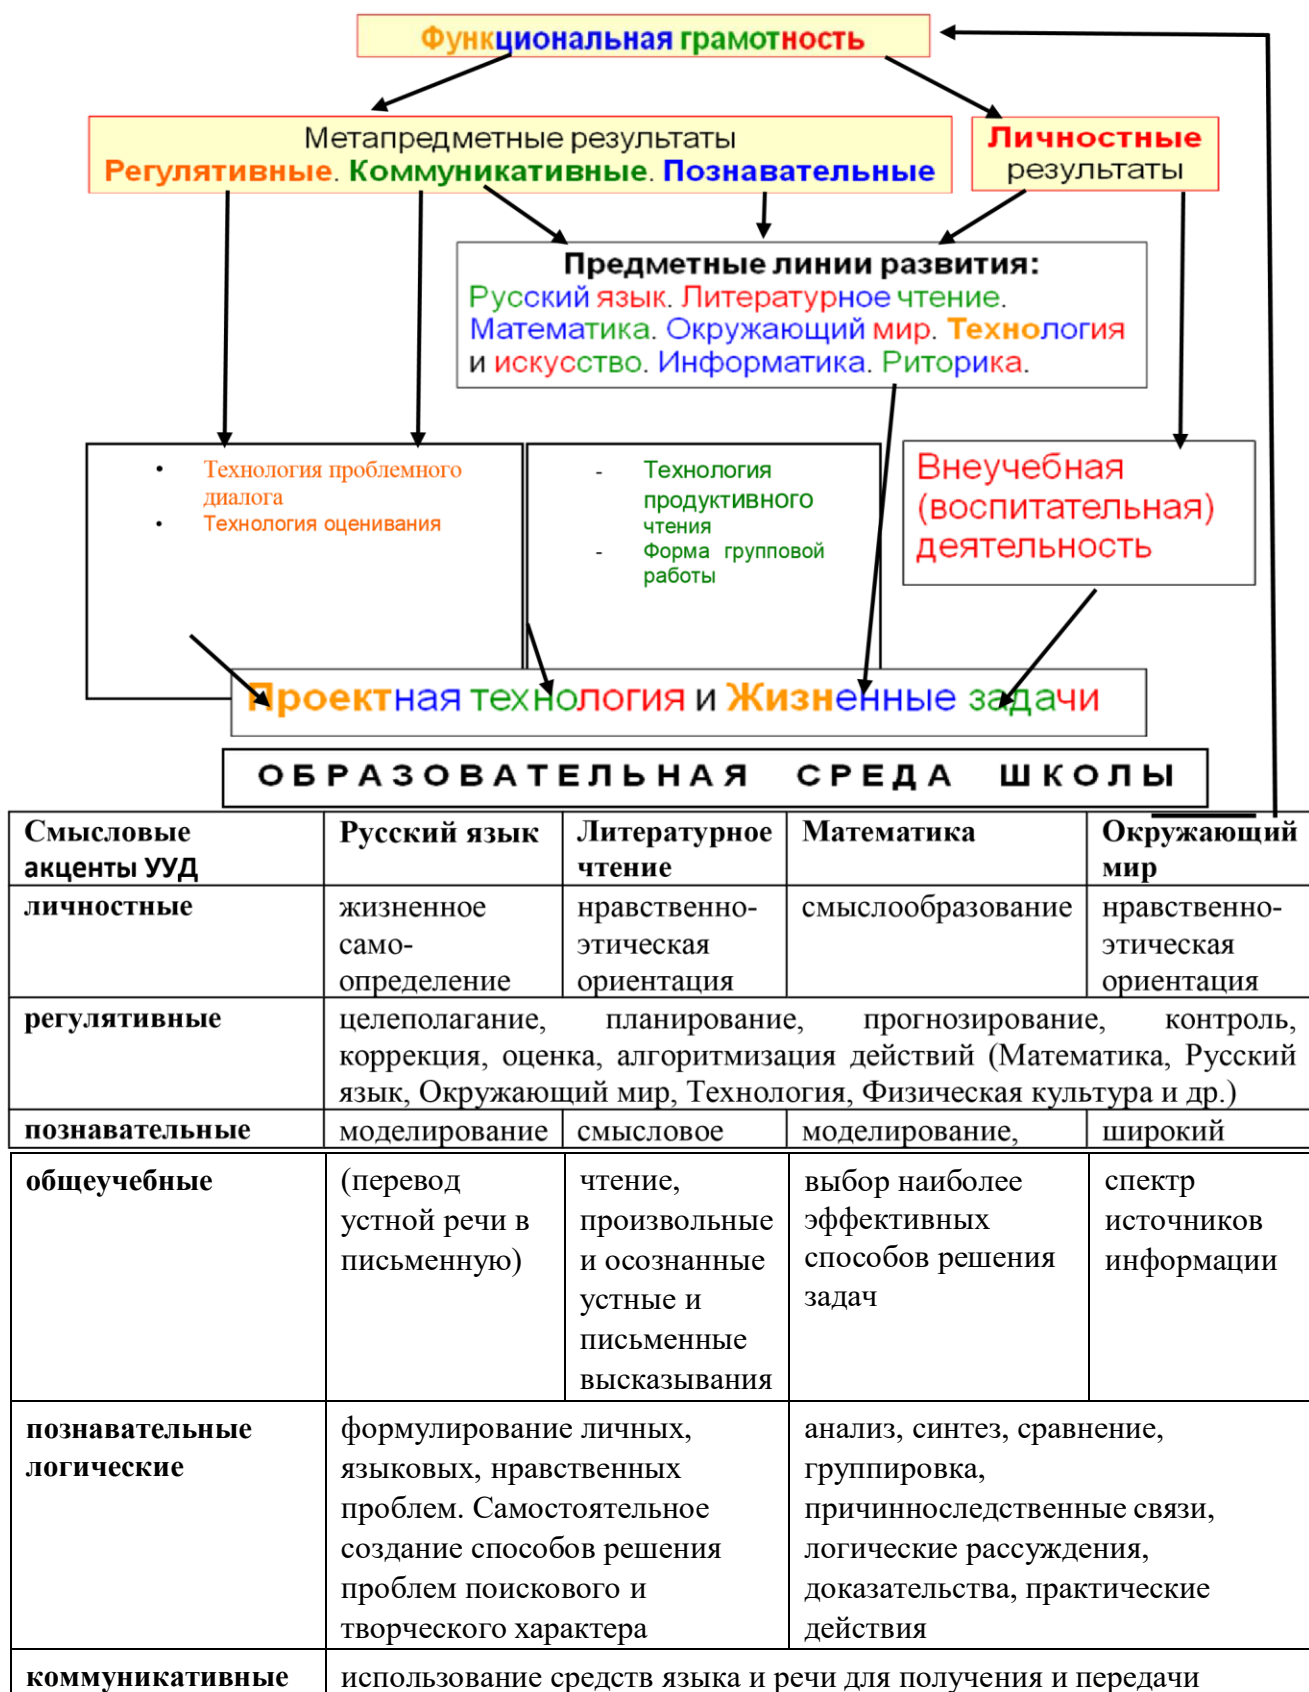 Функциональная грамотность
Метапредметные результаты
Регулятивные. Коммуникативные. Познавательные
Личностные
результаты
Предметные линии развития:
Русский язык. Литературное чтение.
Математика. Окружающий мир. Технология
и искусство. Информатика. Риторика.
• Технология проблемного
диалога
• Технология оценивания
- Технология
продуктивного
чтения
- Форма групповой
работы
Внеучебная
(воспитательная)
деятельность
Проектная технология и Жизненные задачи
ОБРАЗОВАТЕЛЬНАЯ СРЕДА ШКОЛЫ
Смысловые
акценты УУД
Русский язык
Литературное
чтение
Математика
Окружающий
мир
личностные
жизненное
само-
определение
нравственно-
этическая
ориентация
смыслообразование
нравственно-
этическая
ориентация
регулятивные
целеполагание, планирование, прогнозирование, контроль,
коррекция, оценка, алгоритмизация действий (Математика, Русский
язык, Окружающий мир, Технология, Физическая культура и др.)
познавательные
моделирование
смысловое
моделирование,
широкий
общеучебные
(перевод
устной речи в
письменную)
чтение,
произвольные
и осознанные
устные и
письменные
высказывания
выбор наиболее
эффективных
способов решения
задач
спектр
источников
информации
познавательные
логические
формулирование личных,
языковых, нравственных
проблем. Самостоятельное
создание способов решения
проблем поискового и
творческого характера
анализ, синтез, сравнение,
группировка,
причинноследственные связи,
логические рассуждения,
доказательства, практические
действия
коммуникативные
использование средств языка и речи для получения и передачи